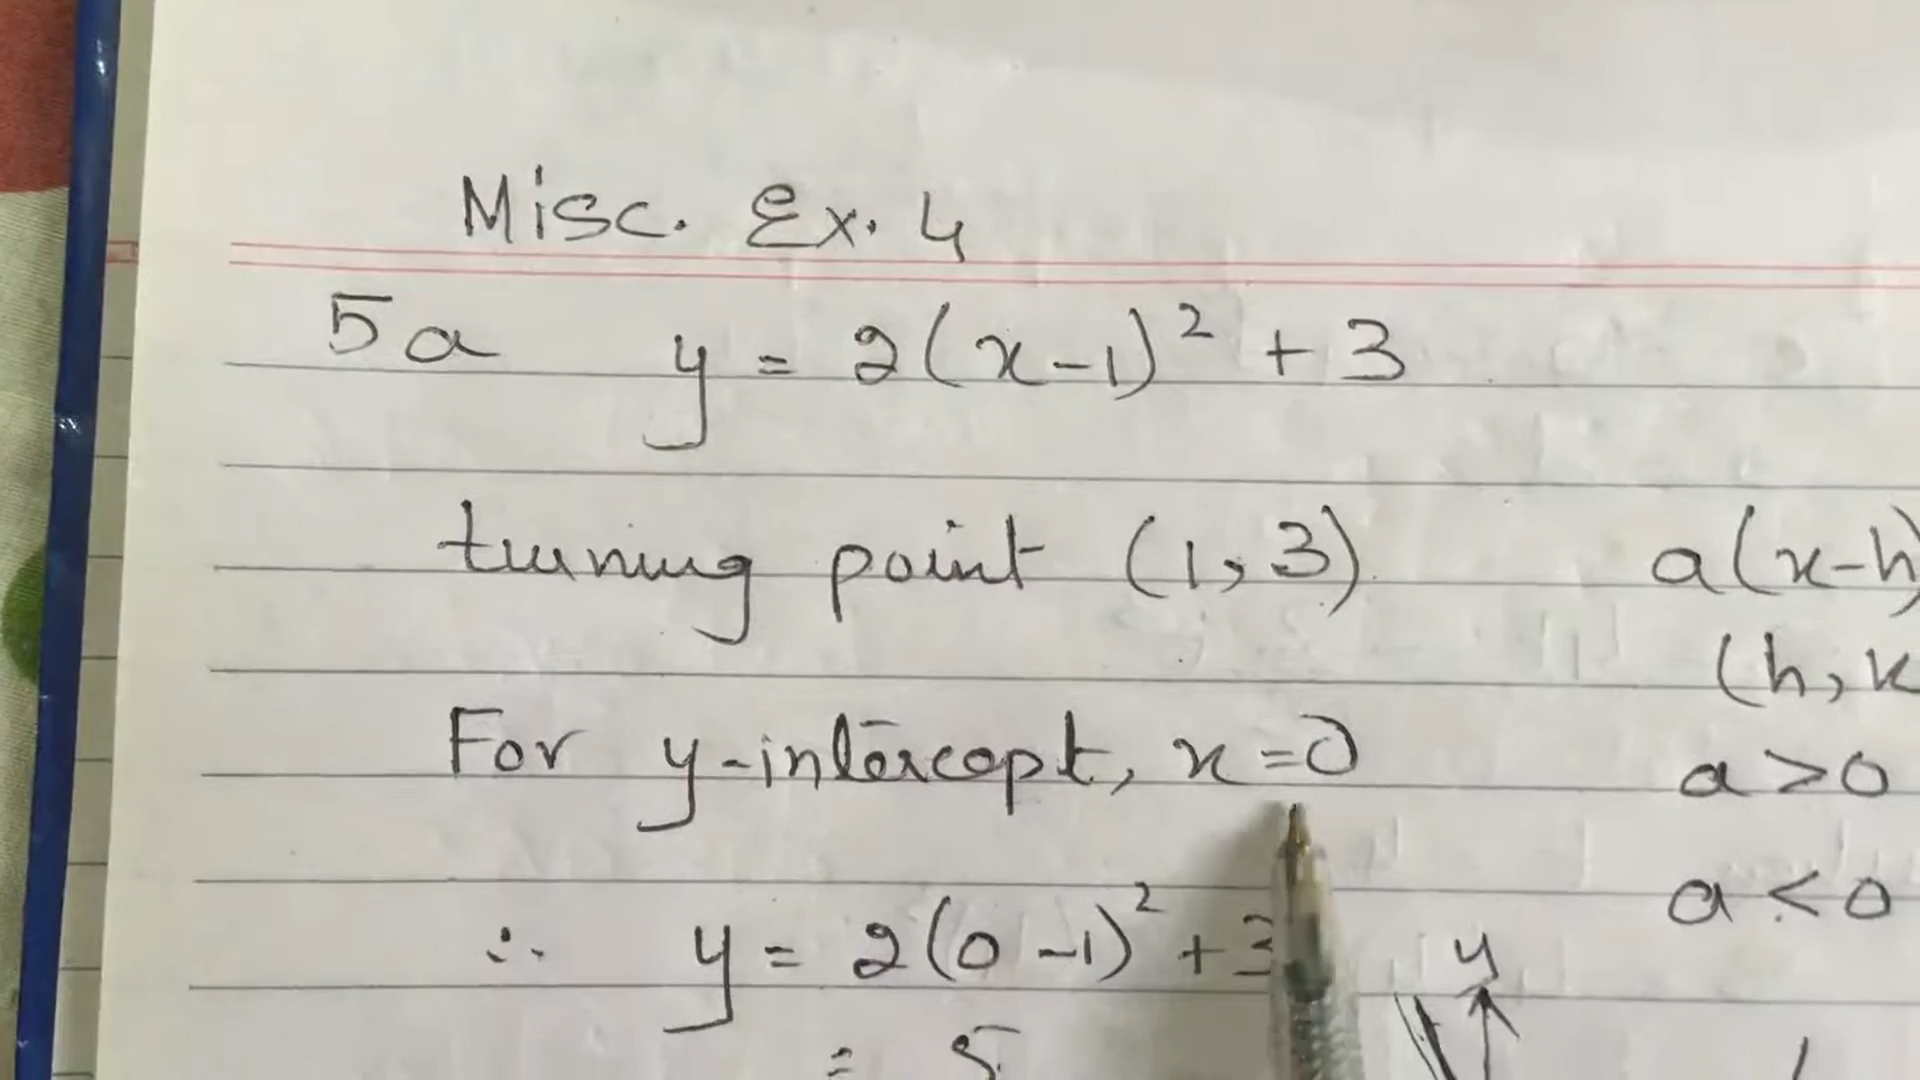 Misc. Ex. 4
5a y = 2(x-1)² + 3
turning point (1,3)
a(x-h)
(h,k
For y-intercept, x=0
a>0
a<0
∴ y = 2(0-1)² + 3
y
= 5